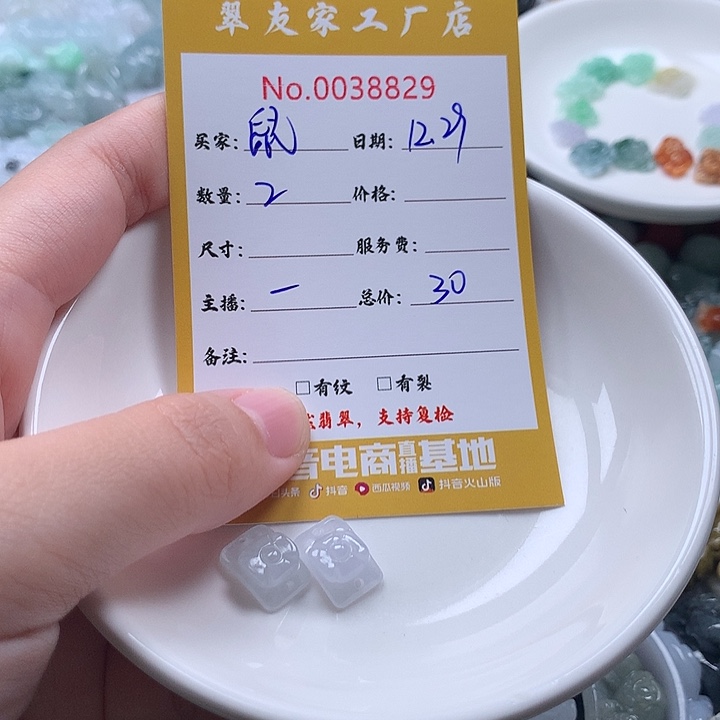 翠友家工厂店
No.0038829
买家: 鼠 日期: 12.29
数量: 2 价格:
尺寸: 服务费:
主播: 一 总价: 30
备注:
□有纹 □有裂
翡翠，支持复检
音电商直播基地
头条 抖音 西瓜视频 抖音火山版